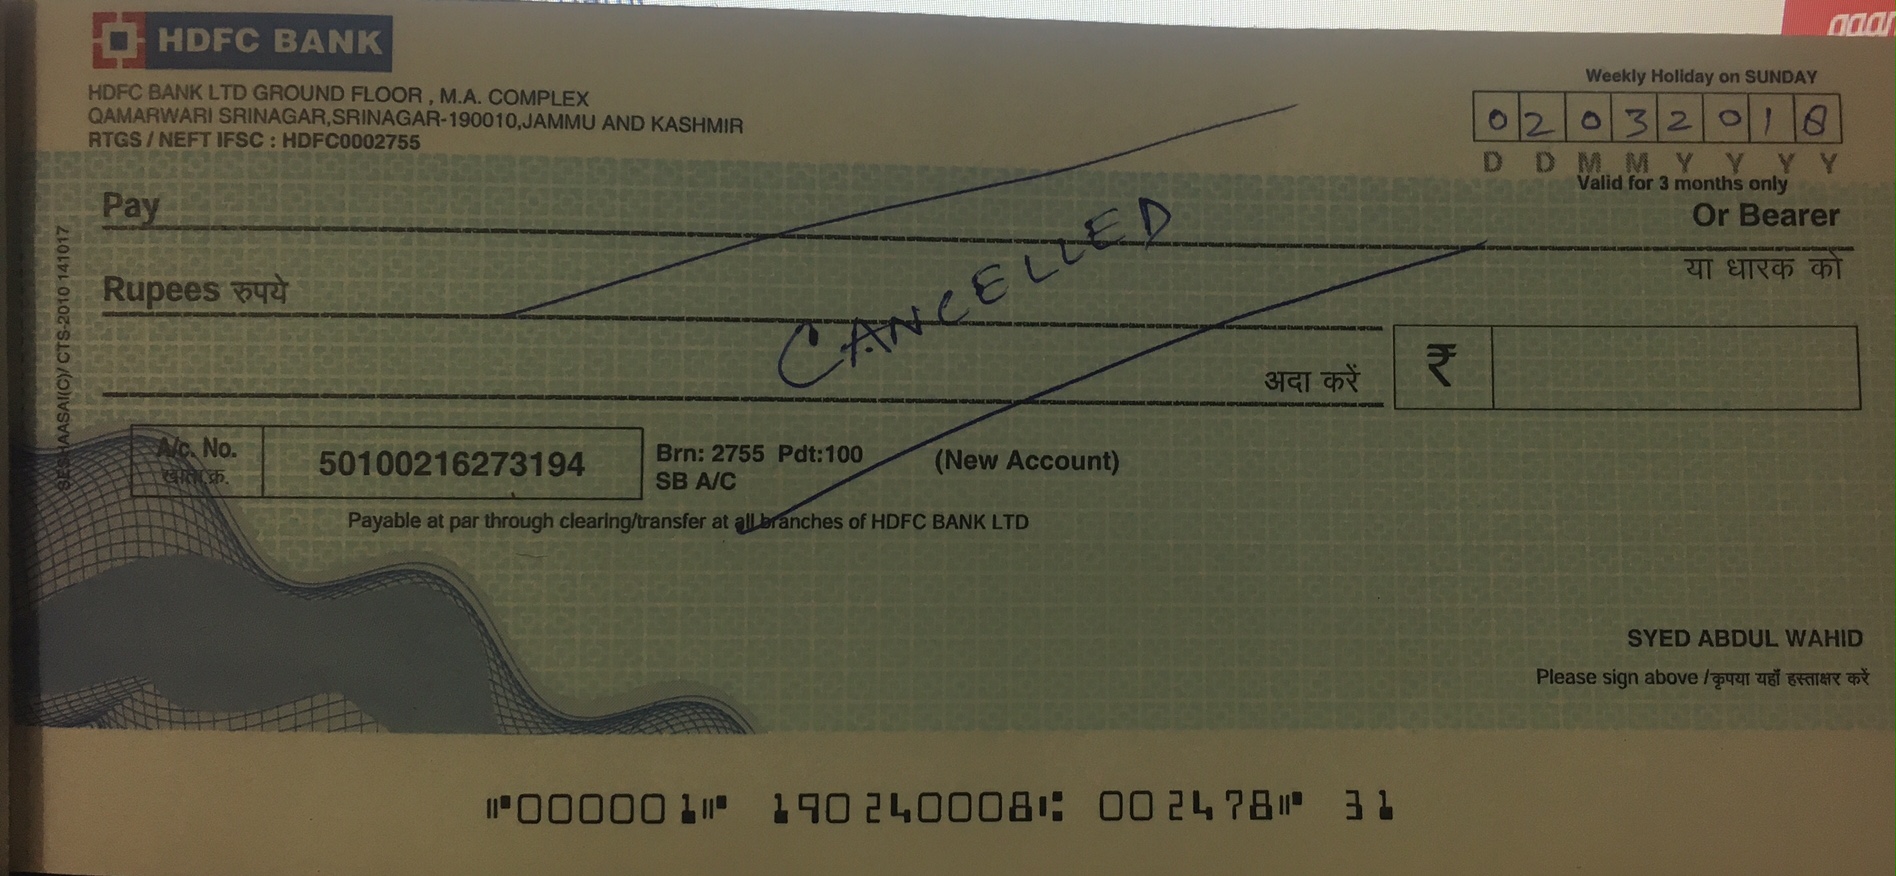 gaan
HDFC BANK
HDFC BANK LTD GROUND FLOOR , M.A. COMPLEX
QAMARWARI SRINAGAR,SRINAGAR-190010,JAMMU AND KASHMIR
RTGS / NEFT IFSC : HDFC0002755
Weekly Holiday on SUNDAY
0 2 0 3 2 0 1 8
D D M M Y Y Y Y
Valid for 3 months only
Pay
Or Bearer
या धारक को
Rupees रुपये
CANCELLED
अदा करें
₹
A/c. No.
खाता क्र.
50100216273194
Brn: 2755 Pdt:100
SB A/C
(New Account)
Payable at par through clearing/transfer at all branches of HDFC BANK LTD
SESHAASAI(C)/ CTS-2010 141017
SYED ABDUL WAHID
Please sign above /कृपया यहाँ हस्ताक्षर करें
⑈000001⑈ 190240008⑆ 002478⑈ 31